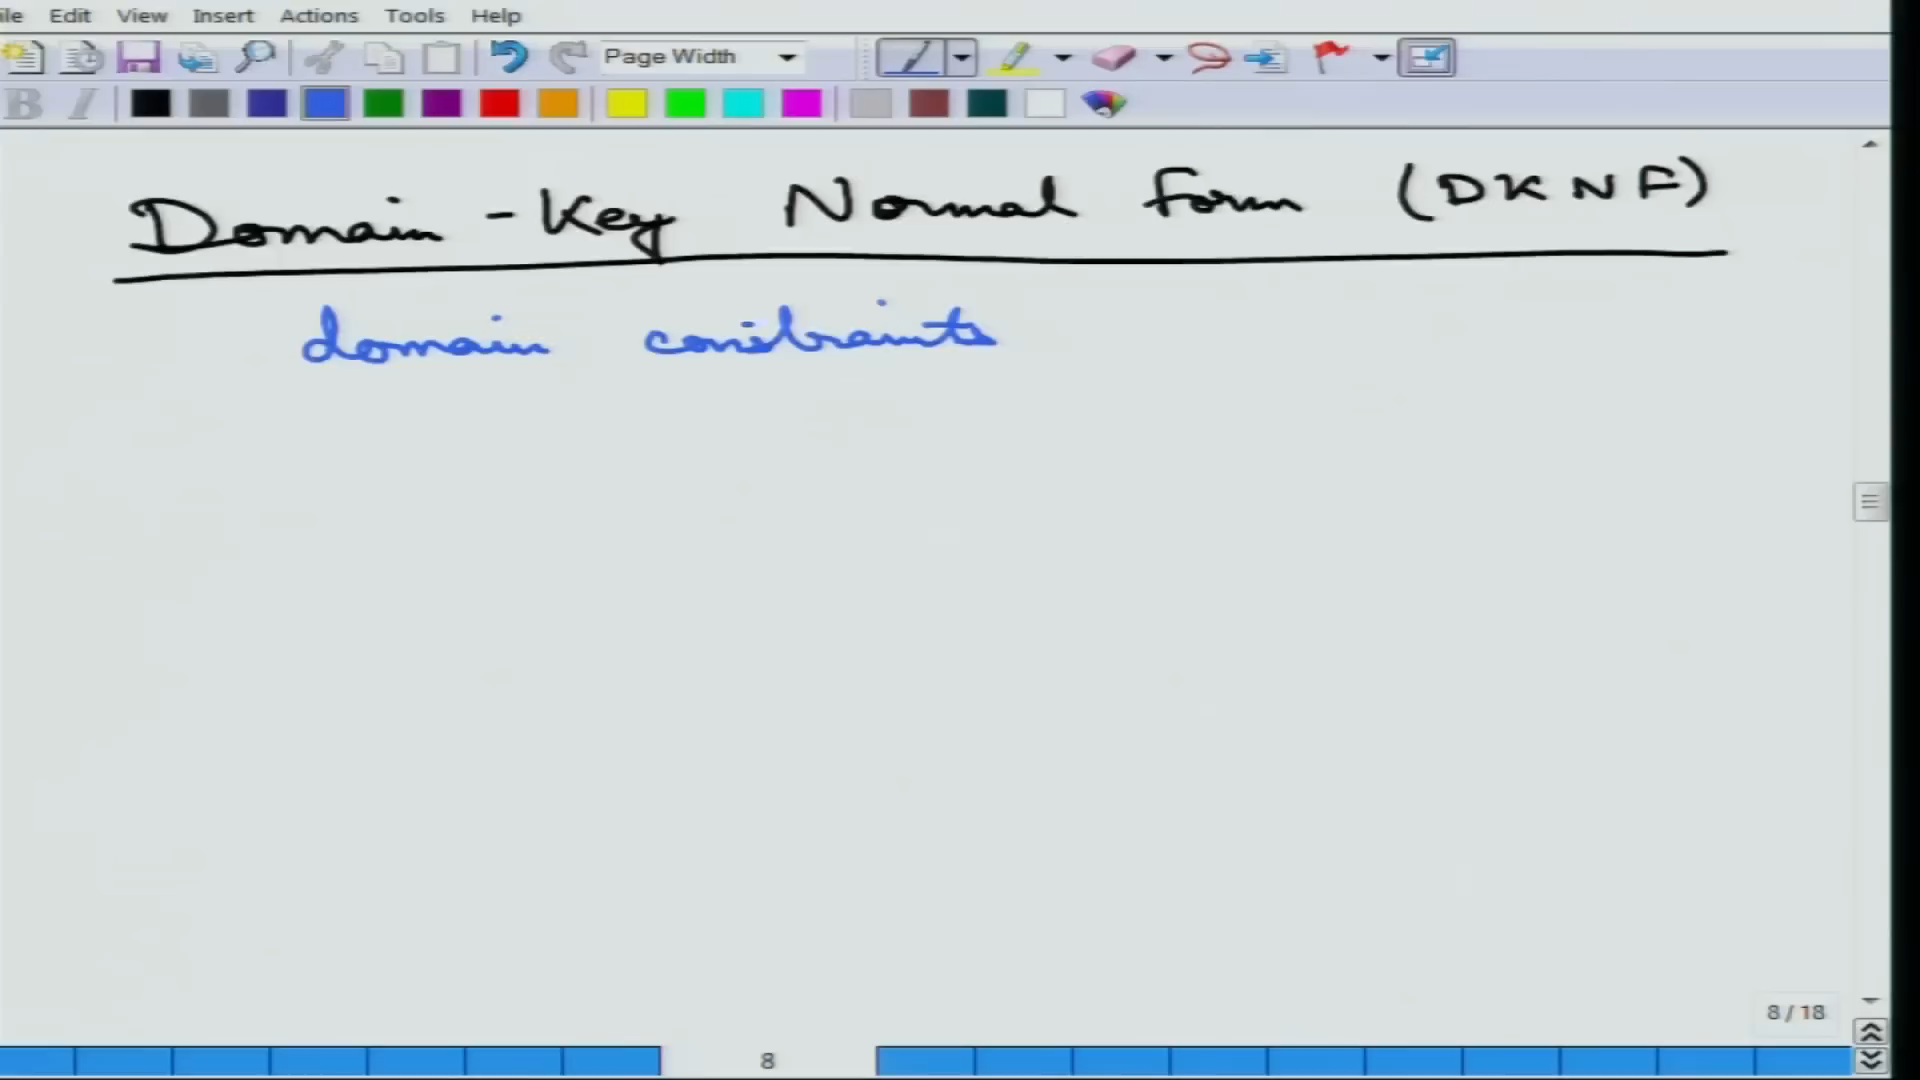 ile Edit View Insert Actions Tools Help
Page Width
B I
Domain - Key Normal Form (DKNF)
domain constraints
8 / 18
8